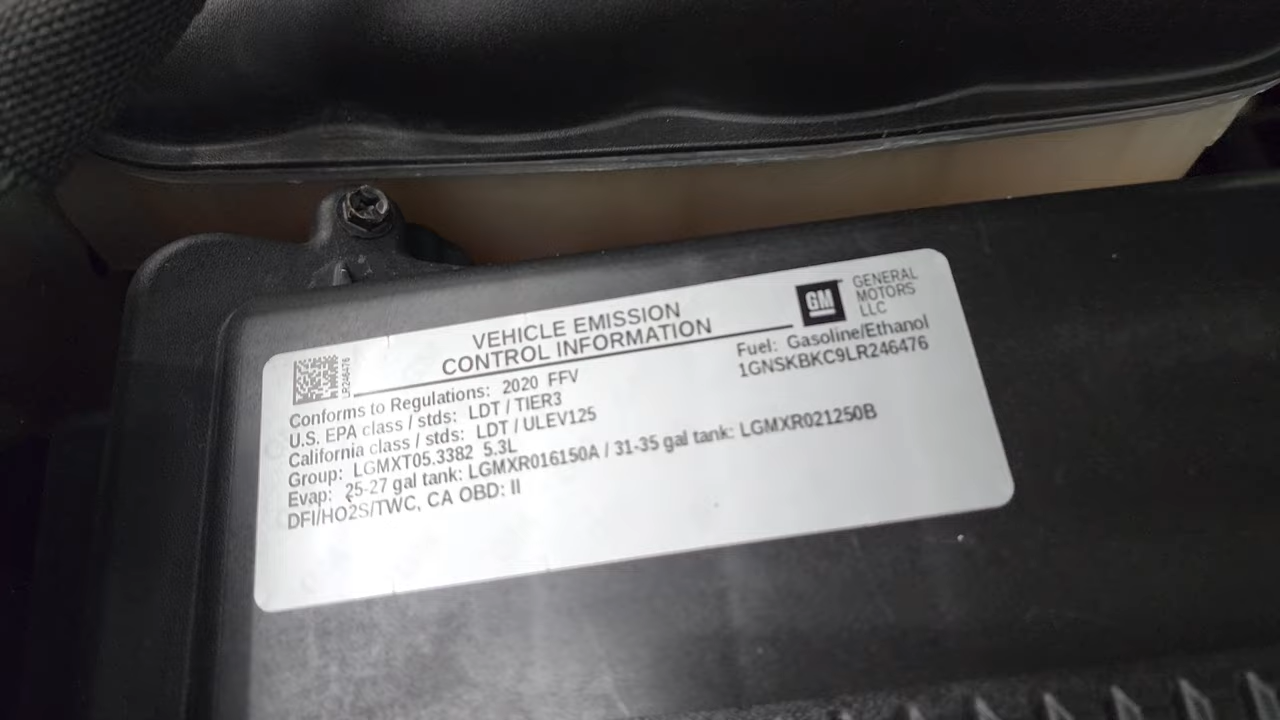 VEHICLE EMISSION
CONTROL INFORMATION
GM
GENERAL
MOTORS
LLC
LR246476
Fuel: Gasoline/Ethanol
1GNSKBKC9LR246476
Conforms to Regulations: 2020 FFV
U.S. EPA class / stds: LDT / TIER3
California class / stds: LDT / ULEV125
Group: LGMXT05.3382 5.3L
Evap: 25-27 gal tank: LGMXR016150A / 31-35 gal tank: LGMXR021250B
DFI/HO2S/TWC, CA OBD: II